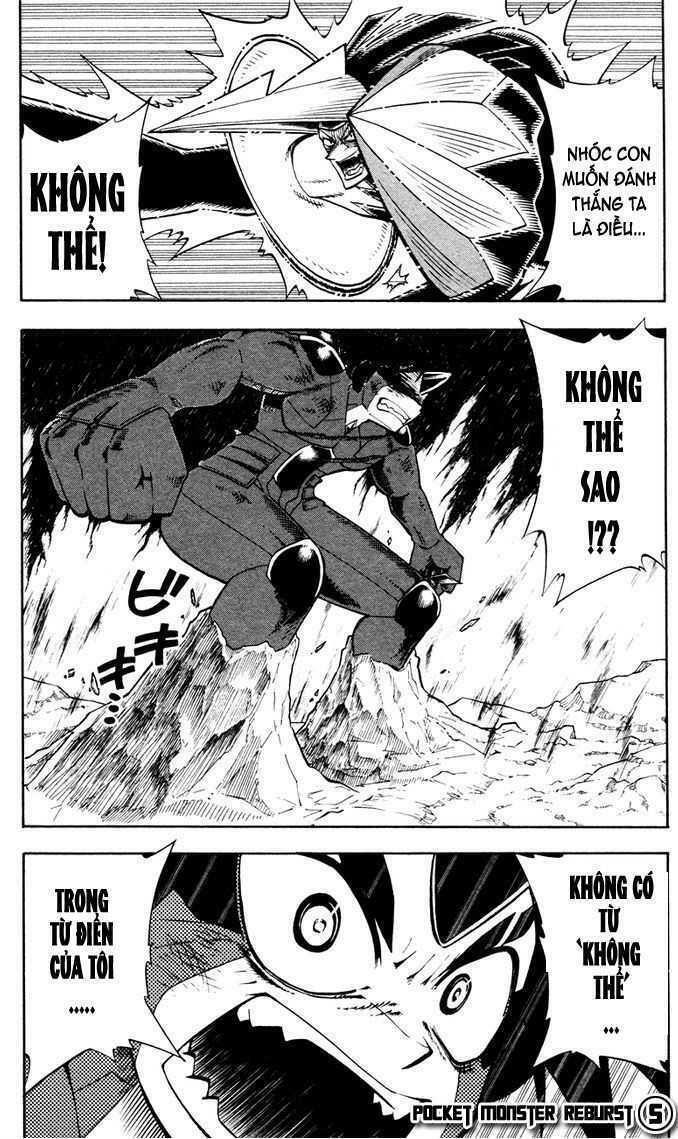 NHÓC CON
MUỐN ĐÁNH
THẮNG TA
LÀ ĐIỀU...
KHÔNG
THỂ!
KHÔNG
THỂ
SAO
!??
ビキキ...
KHÔNG CÓ
TỪ
'KHÔNG
THỂ'
...
TRONG
TỪ ĐIỂN
CỦA TÔI
.....
POCKET MONSTER REBURST 5